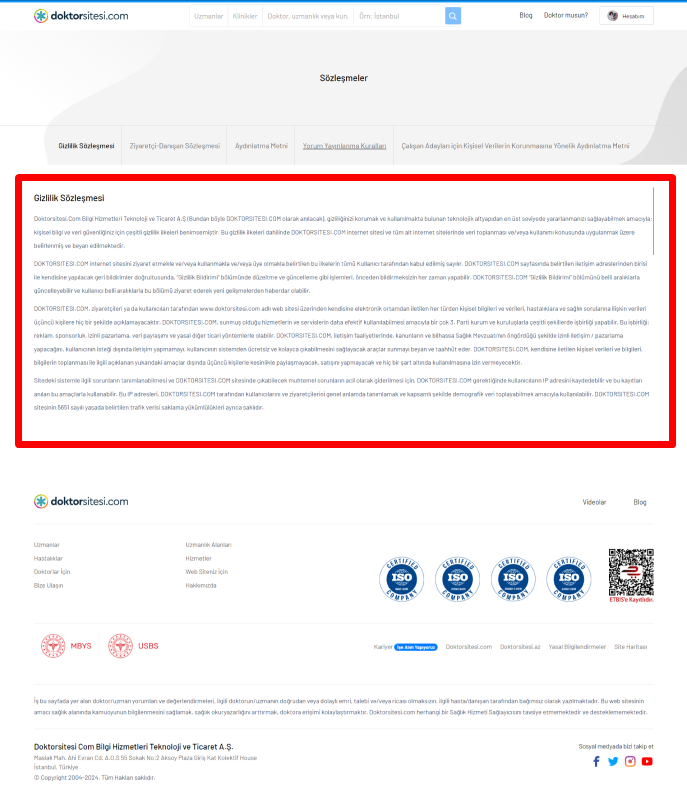 doktorsitesi.com
Uzmanlar
Klinikler
Doktor, uzmanlık veya kuru
Örn: İstanbul
Blog
Doktor musun?
Hesabım
Sözleşmeler
Gizlilik Sözleşmesi
Ziyaretçi-Danışan Sözleşmesi
Aydınlatma Metni
Yorum Yayınlanma Kuralları
Çalışan Adayları için Kişisel Verilerin Korunmasına Yönelik Aydınlatma Metni
Gizlilik Sözleşmesi
Doktorsitesi.Com Bilgi Hizmetleri Teknoloji ve Ticaret A.Ş (Bundan böyle DOKTORSITESI.COM olarak anılacak), gizliliğinizi korumak ve kullanılmakta bulunan teknolojik altyapıdan en üst seviyede yararlanmanızı sağlayabilmek amacıyla;
kişisel bilgi ve veri güvenliğiniz için çeşitli gizlilik ilkeleri benimsemiştir. Bu gizlilik ilkeleri dahilinde DOKTORSITESI.COM internet sitesi ve tüm alt internet sitelerinde veri toplanması ve/veya kullanımı konusunda uygulanmak üzere
belirlenmiş ve beyan edilmektedir.
DOKTORSITESI.COM internet sitesini ziyaret etmekle ve/veya kullanmakla ve/veya üye olmakla belirtilen bu ilkelerin tümü Kullanıcı tarafından kabul edilmiş sayılır. DOKTORSITESI.COM sayfasında belirtilen iletişim adreslerinden birisi
ile kendisine yapılacak geri bildirimler doğrultusunda, "Gizlilik Bildirimi" bölümünde düzeltme ve güncelleme gibi işlemleri, önceden bildirmeksizin her zaman yapabilir. DOKTORSITESI.COM "Gizlilik Bildirimi" bölümünü belli aralıklarla
güncelleyebilir ve kullanıcı belli aralıklarla bu bölümü ziyaret ederek yeni gelişmelerden haberdar olabilir.
DOKTORSITESI.COM, ziyaretçileri ya da kullanıcıları tarafından www.doktorsitesi.com adlı web sitesi üzerinden kendisine elektronik ortamdan iletilen her türden kişisel bilgileri ve verileri, hastalıklara ve sağlık sorularına ilişkin verileri
üçüncü kişilere hiç bir şekilde açıklamayacaktır. DOKTORSITESI.COM, sunmuş olduğu hizmetlerin ve servislerin daha efektif kullanılabilmesi amacıyla bir çok 3. Parti kurum ve kuruluşlarla çeşitli şekillerde işbirliği yapabilir. Bu işbirliği;
reklam, sponsorluk, izinli pazarlama, veri paylaşımı ve yasal diğer ticari yöntemlerle olabilir. DOKTORSITESI.COM, iletişim faaliyetlerinde, kanunların ve bilhassa Sağlık Mevzuatı'nın öngördüğü şekilde izinli iletişim / pazarlama
yapacağını, kullanıcının isteği dışında iletişim yapmamayı, kullanıcının sistemden ücretsiz ve kolayca çıkabilmesini sağlayacak araçlar sunmayı beyan ve taahhüt eder. DOKTORSITESI.COM, kendisine iletilen kişisel verileri ve bilgileri,
bilgilerin toplanması ile ilgili açıklanan yukarıdaki amaçlar dışında üçüncü kişilerle kesinlikle paylaşmayacak, satışını yapmayacak ve hiç bir şart altında kullanılmasına izin vermeyecektir.
Sitedeki sistemle ilgili sorunların tanımlanabilmesi ve DOKTORSITESI.COM sitesinde çıkabilecek muhtemel sorunların acil olarak giderilmesi için, DOKTORSITESI.COM gerektiğinde kullanıcıların IP adresini kaydedebilir ve bu kayıtları
anılan bu amaçlarla kullanabilir. Bu IP adresleri, DOKTORSITESI.COM tarafından kullanıcılarını ve ziyaretçilerini genel anlamda tanımlamak ve kapsamlı şekilde demografik veri toplayabilmek amacıyla kullanılabilir. DOKTORSITESI.COM
sitesinin 5651 sayılı yasada belirtilen trafik verisi saklama yükümlülükleri ayrıca saklıdır.
doktorsitesi.com
Videolar
Blog
Uzmanlar
Uzmanlık Alanları
Hastalıklar
Hizmetler
Doktorlar İçin
Web Siteniz İçin
Bize Ulaşın
Hakkımızda
CERTIFIED ISO COMPANY
CERTIFIED ISO COMPANY
CERTIFIED ISO COMPANY
CERTIFIED ISO COMPANY
ETBİS'e Kayıtlıdır.
MBYS
USBS
Kariyer
İşe Alım Yapıyoruz
Doktorsitesi.com
Doktorsitesi.az
Yasal Bilgilendirmeler
Site Haritası
İş bu sayfada yer alan doktor/uzman yorumları ve değerlendirmeleri, ilgili doktorun/uzmanın doğrudan veya dolaylı emri, talebi ve/veya ricası olmaksızın, ilgili hasta/danışan tarafından bağımsız olarak yazılmaktadır. Bu web sitesinin
amacı sağlık alanında kamuoyunun bilgilenmesini sağlamak, sağlık okuryazarlığını arttırmak, doktora erişimi kolaylaştırmaktır. Doktorsitesi.com herhangi bir Sağlık Hizmeti Sağlayıcısını tavsiye etmemektedir ve desteklememektedir.
Doktorsitesi Com Bilgi Hizmetleri Teknoloji ve Ticaret A.Ş.
Sosyal medyada bizi takip et
Maslak Mah. Ahi Evran Cd. A.O.S 55 Sokak No:2 Aksoy Plaza Giriş Kat Kolektif House
İstanbul, Türkiye
© Copyright 2004-2024, Tüm Hakları saklıdır.